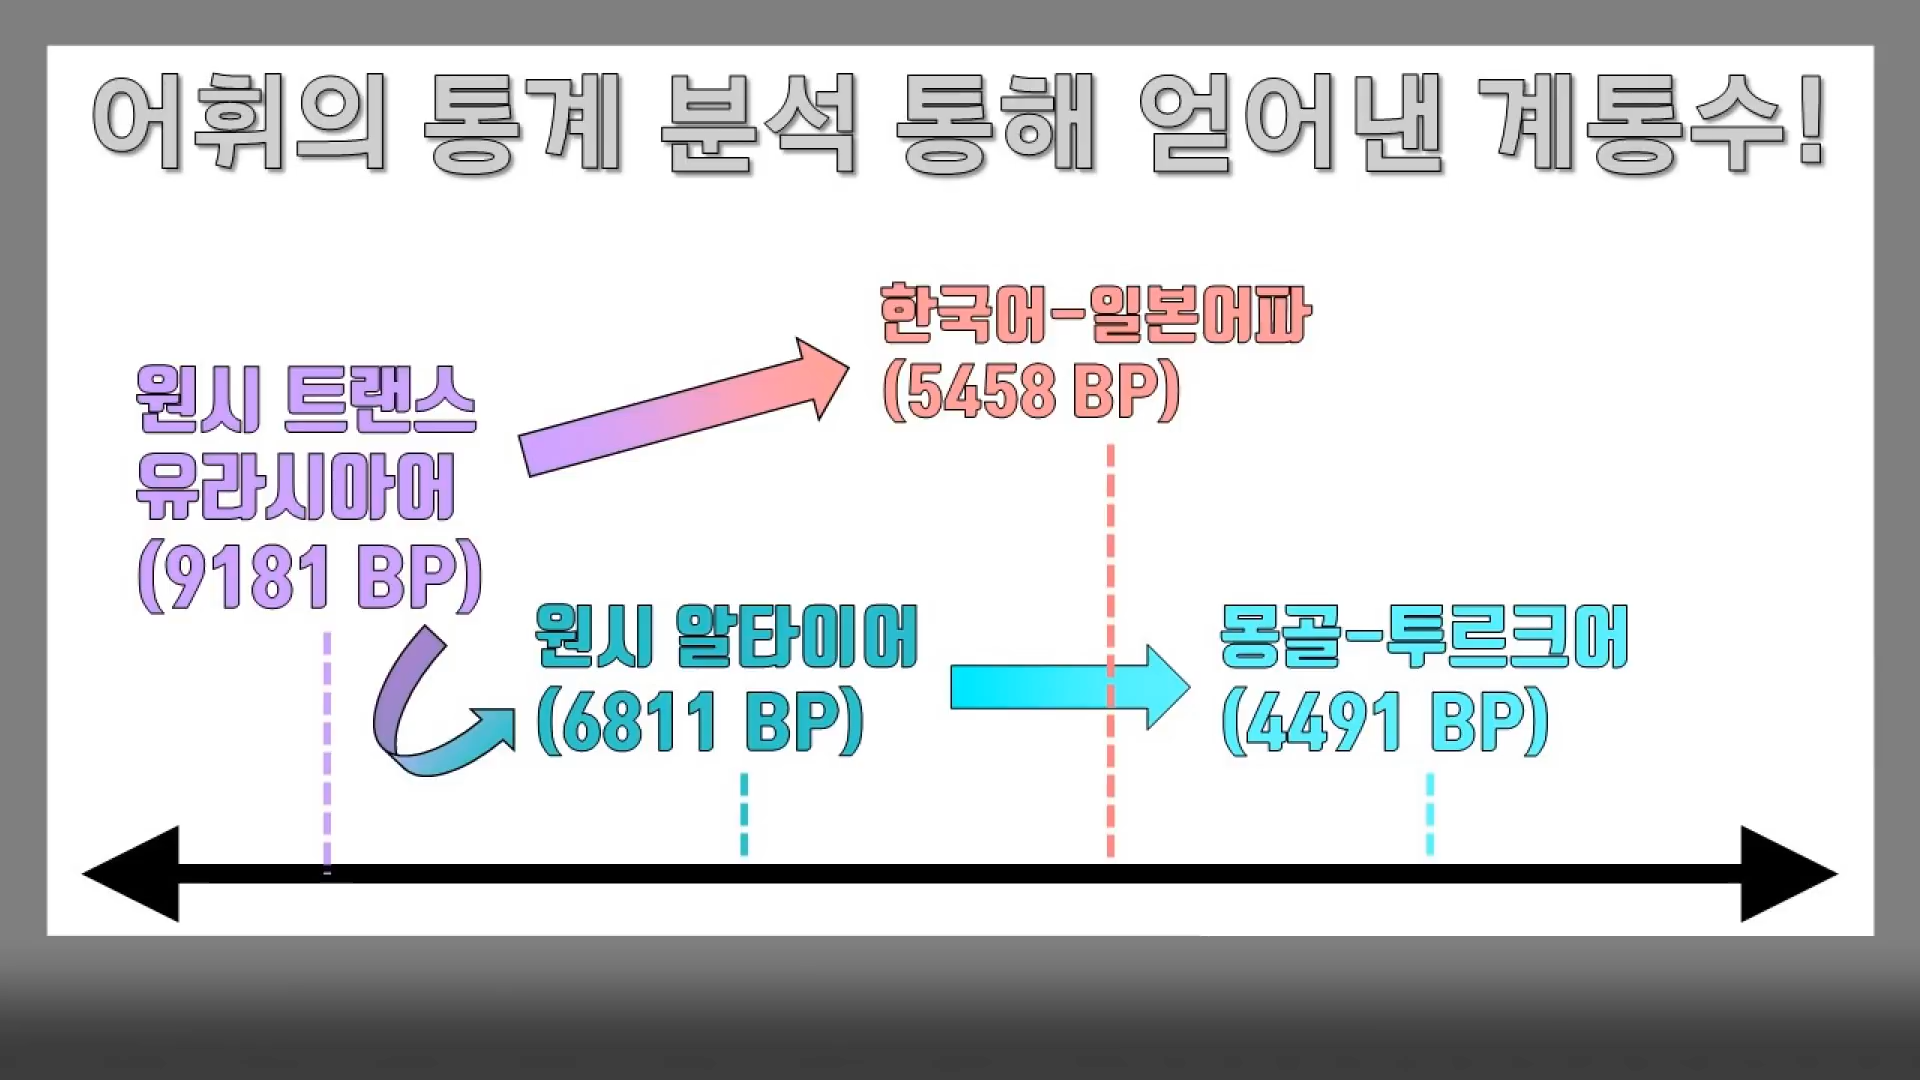 어휘의 통계 분석 통해 얻어낸 계통수!
한국어-일본어파
(5458 BP)
원시 트랜스
유라시아어
(9181 BP)
원시 알타이어
(6811 BP)
몽골-투르크어
(4491 BP)